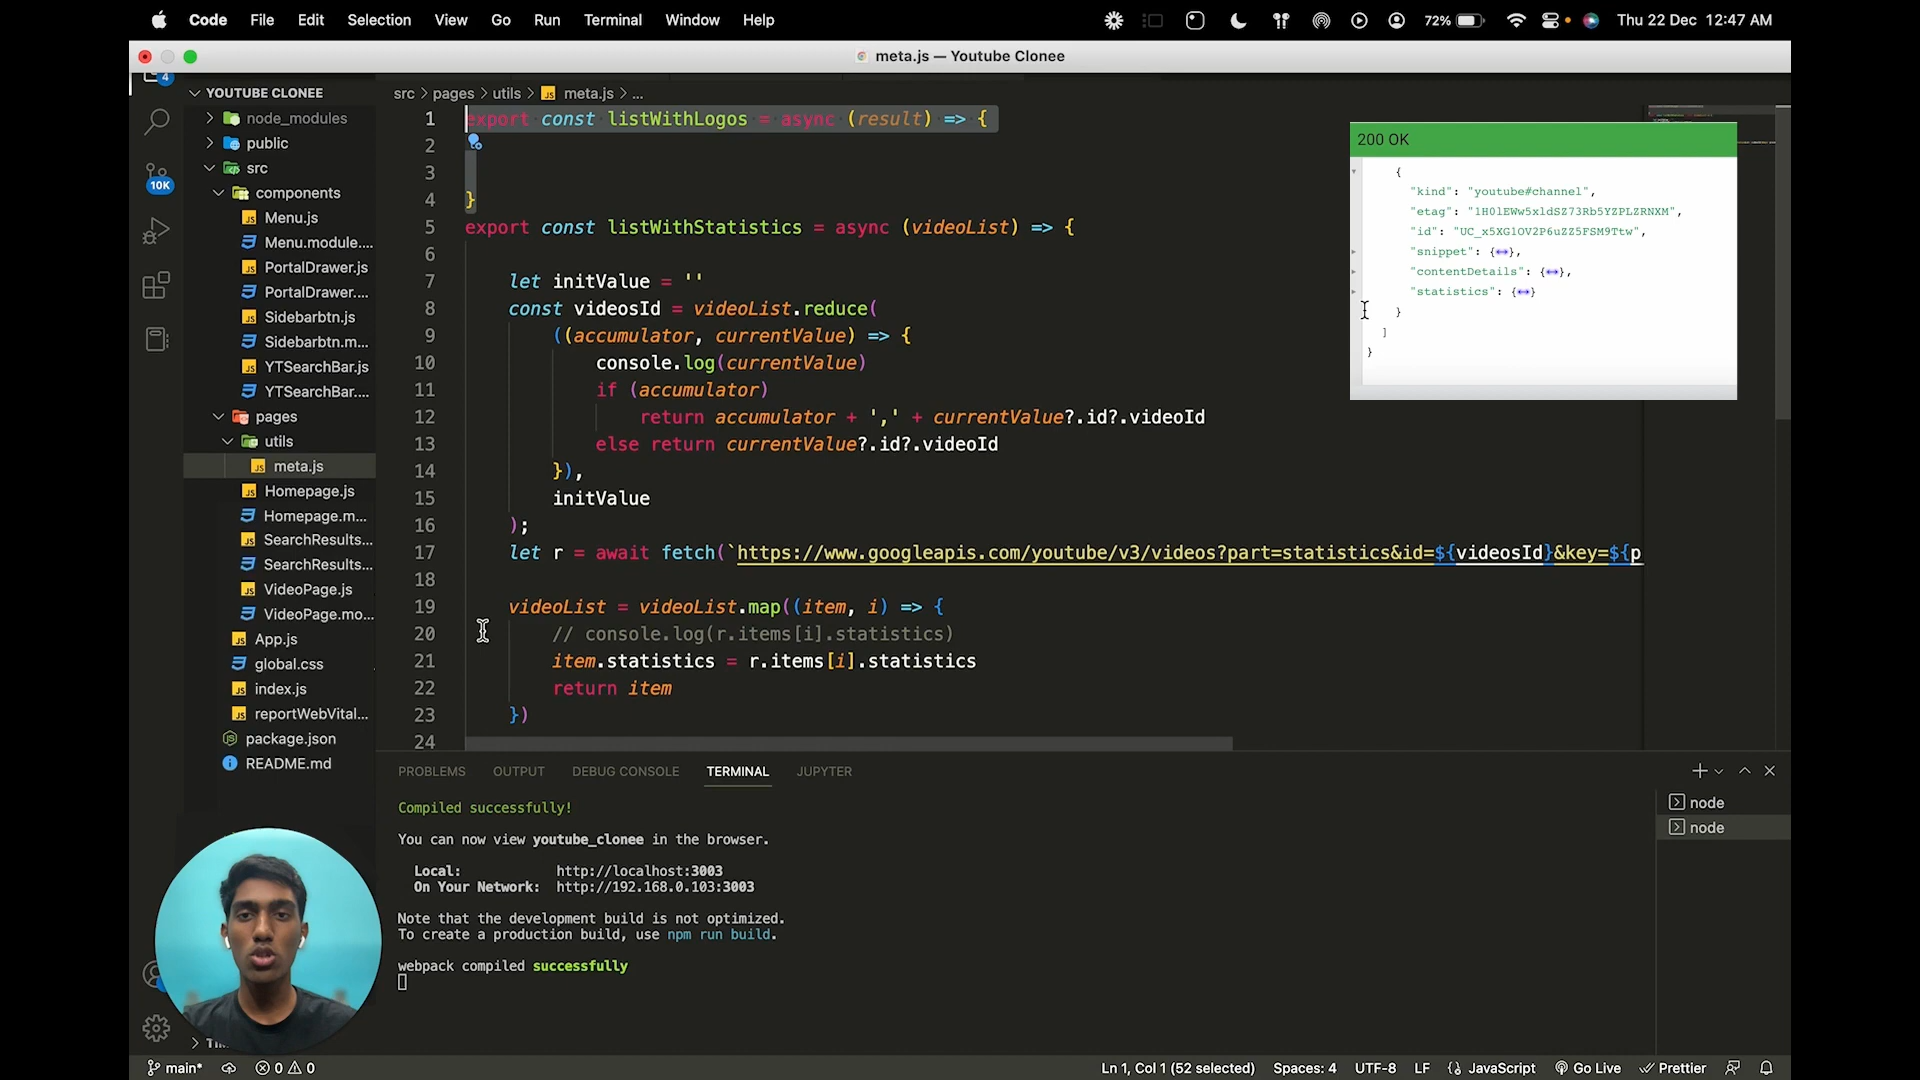 Code File Edit Selection View Go Run Terminal Window Help
72%
Thu 22 Dec 12:47 AM
meta.js — Youtube Clonee
4
10K
YOUTUBE CLONEE
node_modules
public
src
components
Menu.js
Menu.module....
PortalDrawer.js
PortalDrawer....
Sidebarbtn.js
Sidebarbtn.m...
YTSearchBar.js
YTSearchBar....
pages
utils
meta.js
Homepage.js
Homepage.m...
SearchResults...
SearchResults...
VideoPage.js
VideoPage.mo...
App.js
global.css
index.js
reportWebVital...
package.json
README.md
src > pages > utils > JS meta.js > ...
1 export const listWithLogos = async (result) => {
2
3
4 }
5 export const listWithStatistics = async (videoList) => {
6
7 let initValue = ''
8 const videosId = videoList.reduce(
9 ((accumulator, currentValue) => {
10 console.log(currentValue)
11 if (accumulator)
12 return accumulator + ',' + currentValue?.id?.videoId
13 else return currentValue?.id?.videoId
14 }),
15 initValue
16 );
17 let r = await fetch(`https://www.googleapis.com/youtube/v3/videos?part=statistics&id=${videosId}&key=${p
18
19 videoList = videoList.map((item, i) => {
20 // console.log(r.items[i].statistics)
21 item.statistics = r.items[i].statistics
22 return item
23 })
24
200 OK
{
"kind": "youtube#channel",
"etag": "1H0lEWw5xldSZ73Rb5YZPLZRNXM",
"id": "UC_x5XG1OV2P6uZZ5FSM9Ttw",
"snippet": {↔},
"contentDetails": {↔},
"statistics": {↔}
}
]
}
PROBLEMS OUTPUT DEBUG CONSOLE TERMINAL JUPYTER
Compiled successfully!
You can now view youtube_clonee in the browser.
Local: http://localhost:3003
On Your Network: http://192.168.0.103:3003
Note that the development build is not optimized.
To create a production build, use npm run build.
webpack compiled successfully
node
node
main* 0 0
Ln 1, Col 1 (52 selected) Spaces: 4 UTF-8 LF {} JavaScript Go Live Prettier